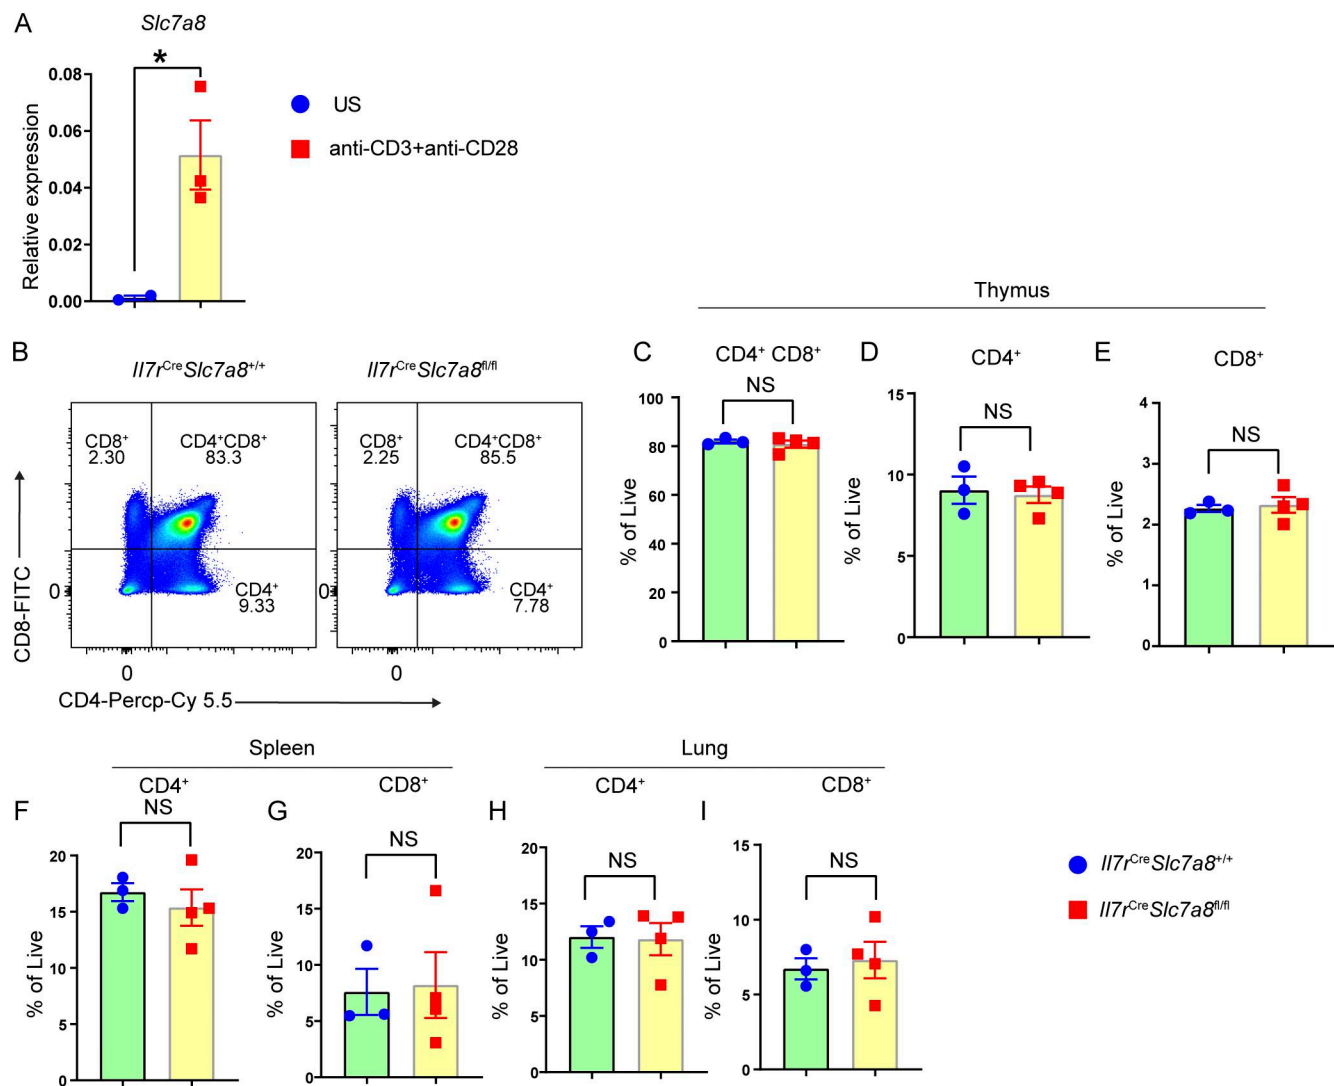 A
Slc7a8
*
0.08
0.06
0.04
0.02
0.00
Relative expression
US
anti-CD3+anti-CD28
Thymus
B
Il7rCreSlc7a8+/+
Il7rCreSlc7a8fl/fl
CD8+
2.30
CD4+CD8+
83.3
CD4+
9.33
CD8+
2.25
CD4+CD8+
85.5
CD4+
7.78
0
0
0
0
CD8-FITC
CD4-Percp-Cy 5.5
C
CD4+ CD8+
NS
100
80
60
40
20
0
% of Live
D
CD4+
NS
15
10
5
0
% of Live
E
CD8+
NS
4
3
2
1
0
% of Live
Spleen
Lung
F
CD4+
NS
20
15
10
5
0
% of Live
G
CD8+
NS
20
15
10
5
0
% of Live
H
CD4+
NS
20
15
10
5
0
% of Live
I
CD8+
NS
15
10
5
0
% of Live
Il7rCreSlc7a8+/+
Il7rCreSlc7a8fl/fl